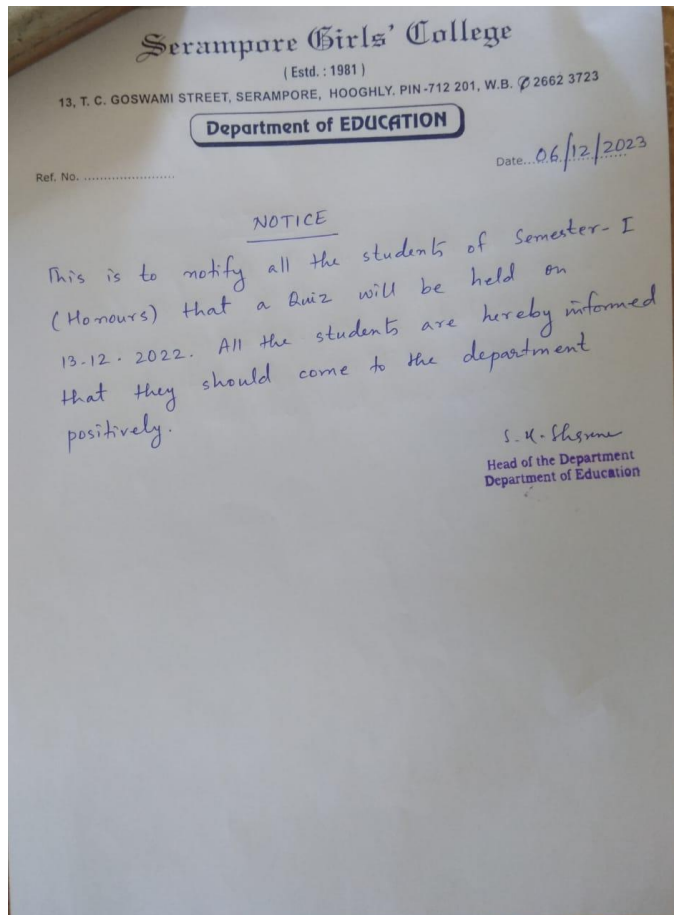 Serampore Girls' College
( Estd. : 1981 )
13, T. C. GOSWAMI STREET, SERAMPORE, HOOGHLY. PIN-712 201, W.B. ✆ 2662 3723
Department of EDUCATION
Ref. No. ........................ Date...06/12/2023
NOTICE
This is to notify all the students of Semester-I
(Honours) that a Quiz will be held on
13-12-2022. All the students are hereby informed
that they should come to the department
positively.
Head of the Department
Department of Education